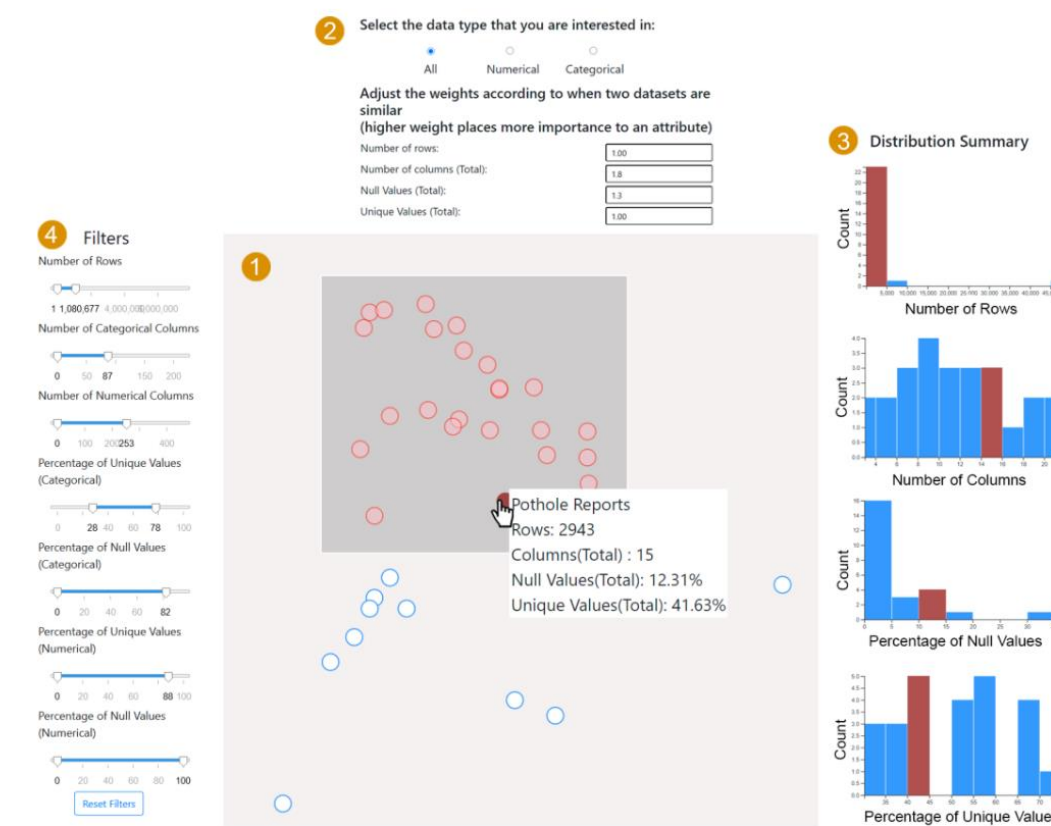 2 Select the data type that you are interested in:
All Numerical Categorical
Adjust the weights according to when two datasets are
similar
(higher weight places more importance to an attribute)
Number of rows: 1.00
Number of columns (Total): 1.8
Null Values (Total): 1.3
Unique Values (Total): 1.00
4 Filters
Number of Rows
1 1,080,677
Number of Categorical Columns
0 50 87 150 200
Number of Numerical Columns
0 100 253 400
Percentage of Unique Values
(Categorical)
0 28 40 60 78 100
Percentage of Null Values
(Categorical)
0 20 40 60 82
Percentage of Unique Values
(Numerical)
0 20 40 60 88 100
Percentage of Null Values
(Numerical)
0 20 40 60 80 100
Reset Filters
1
Pothole Reports
Rows: 2943
Columns(Total) : 15
Null Values(Total): 12.31%
Unique Values(Total): 41.63%
3 Distribution Summary
Count
Number of Rows
Count
Number of Columns
Count
Percentage of Null Values
Count
Percentage of Unique Value